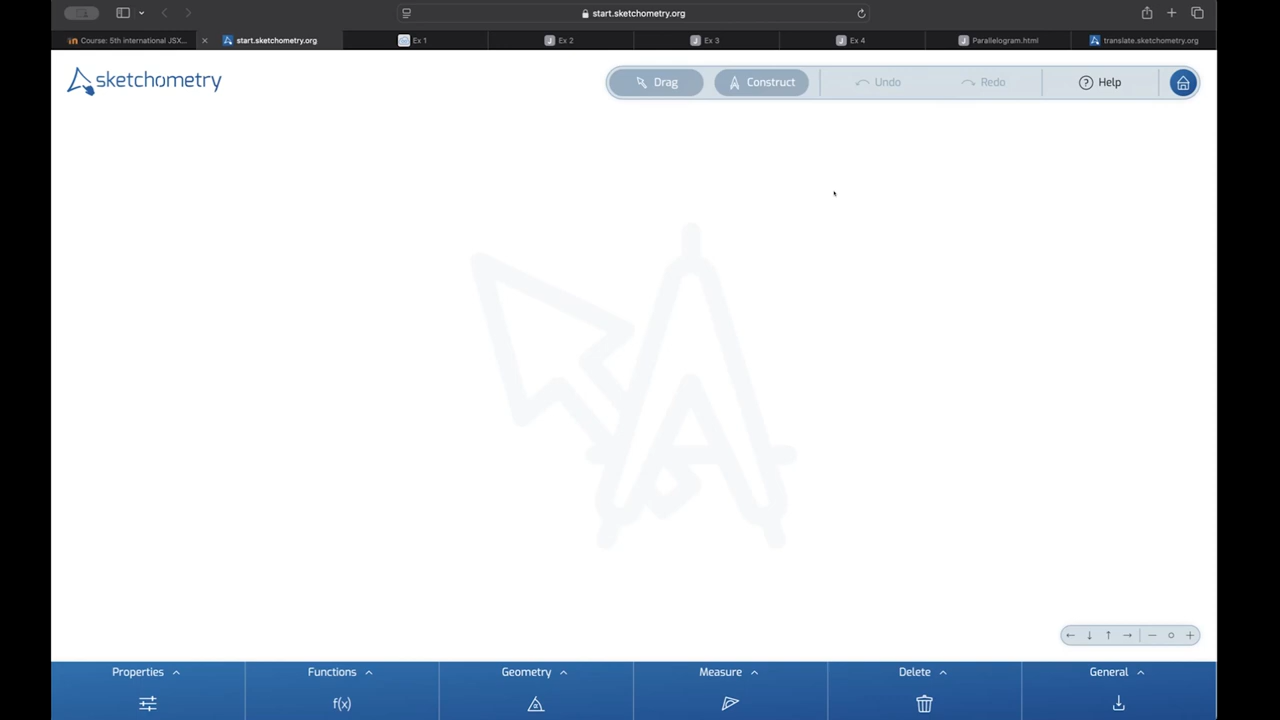 start.sketchometry.org
Course: 5th international JSX...
start.sketchometry.org
Ex 1
Ex 2
Ex 3
Ex 4
Parallelogram.html
translate.sketchometry.org
sketchometry
Drag
Construct
Undo
Redo
Help
Properties
Functions
Geometry
Measure
Delete
General
f(x)